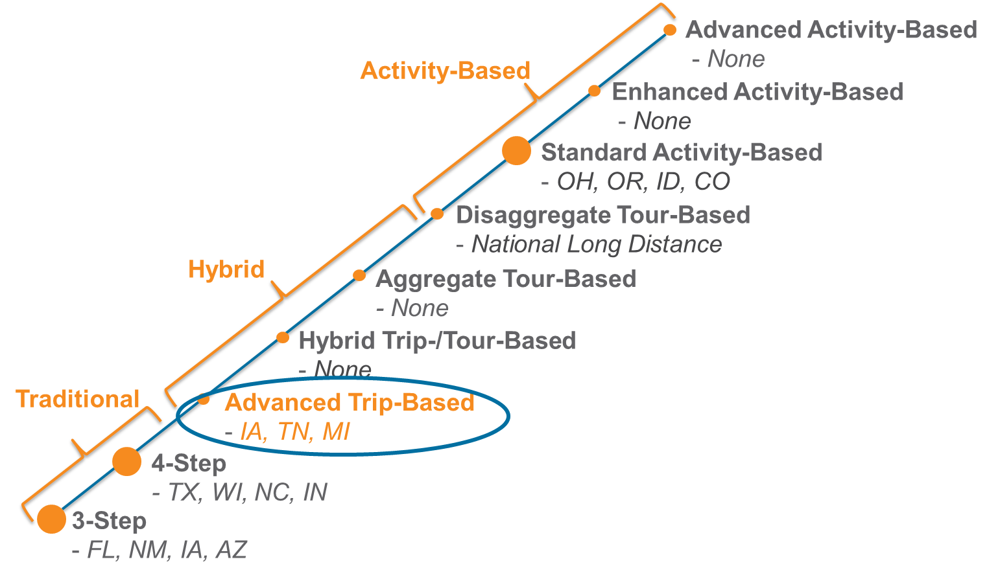 Advanced Activity-Based
- None
Activity-Based
Enhanced Activity-Based
- None
Standard Activity-Based
- OH, OR, ID, CO
Disaggregate Tour-Based
- National Long Distance
Hybrid
Aggregate Tour-Based
- None
Hybrid Trip-/Tour-Based
- None
Traditional
Advanced Trip-Based
- IA, TN, MI
4-Step
- TX, WI, NC, IN
3-Step
- FL, NM, IA, AZ